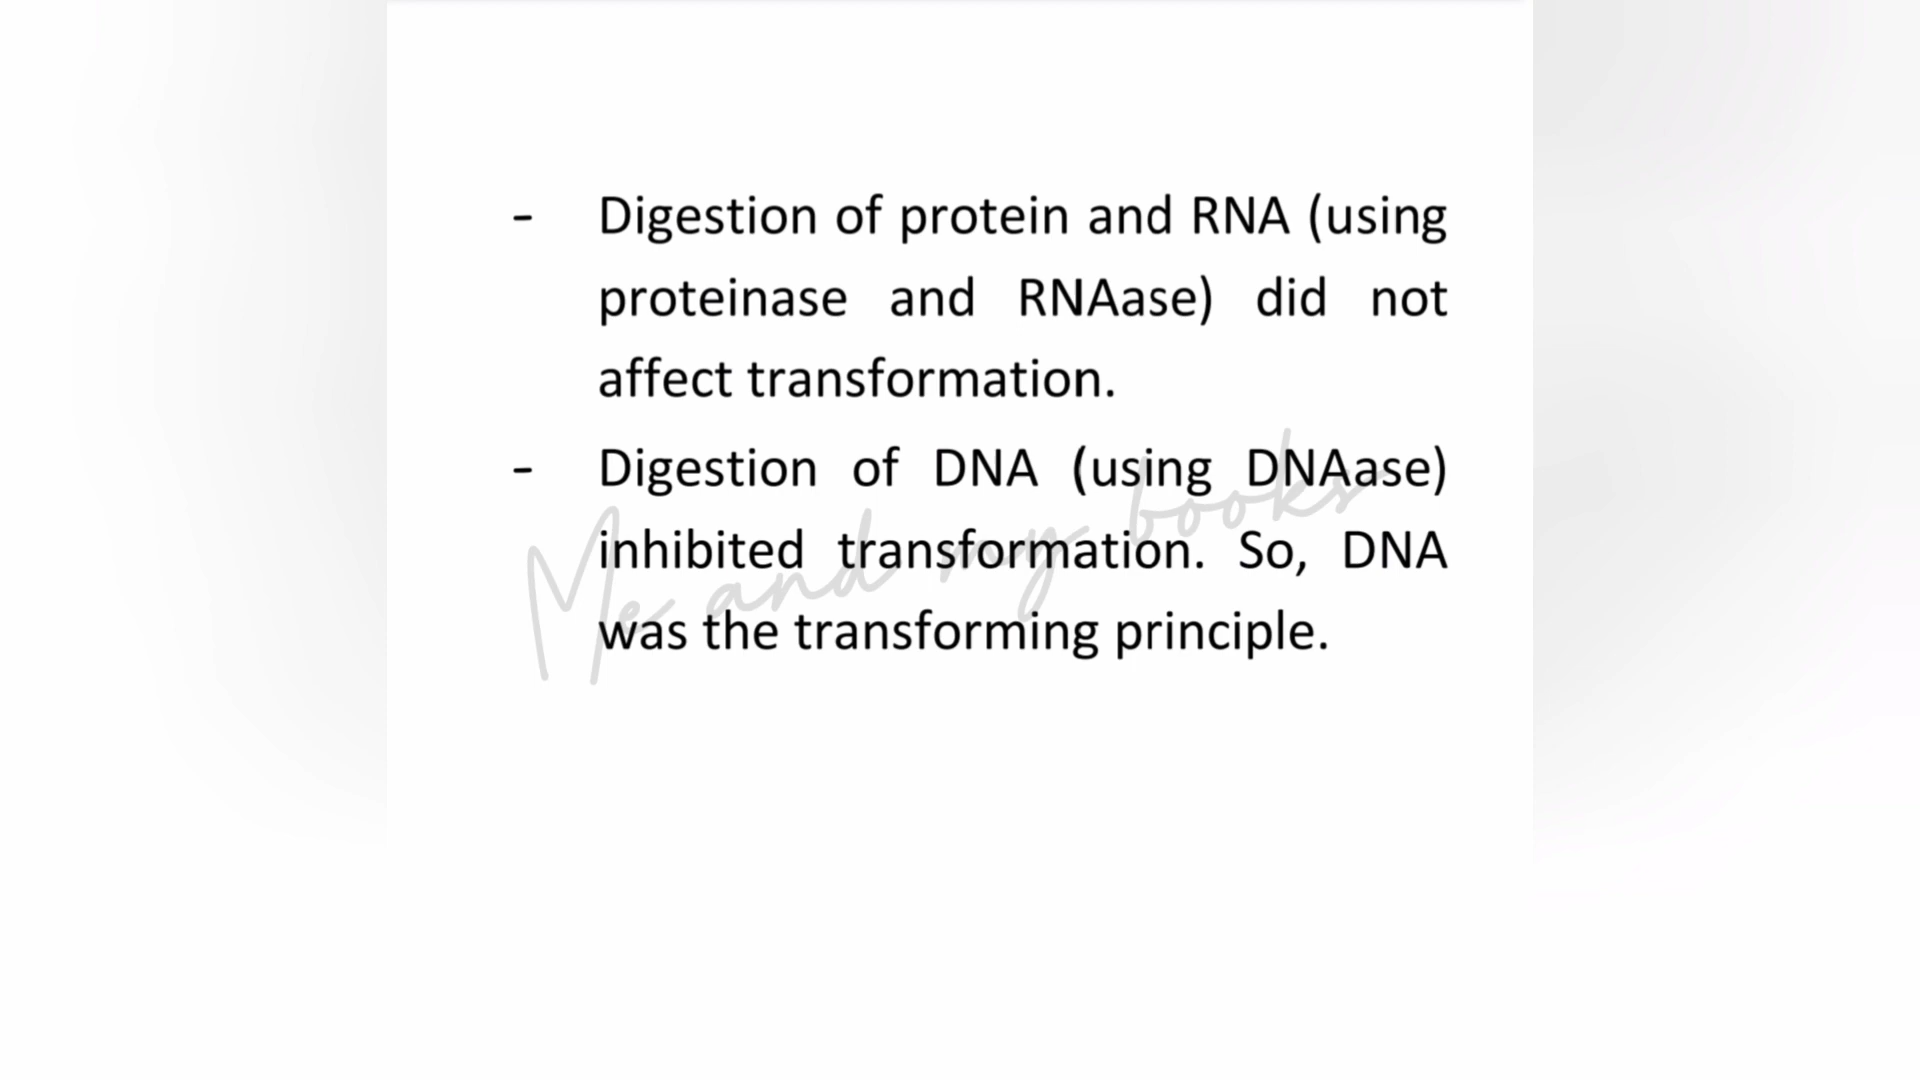 - Digestion of protein and RNA (using
proteinase and RNAase) did not
affect transformation.
- Digestion of DNA (using DNAase)
inhibited transformation. So, DNA
was the transforming principle.
Me and my books